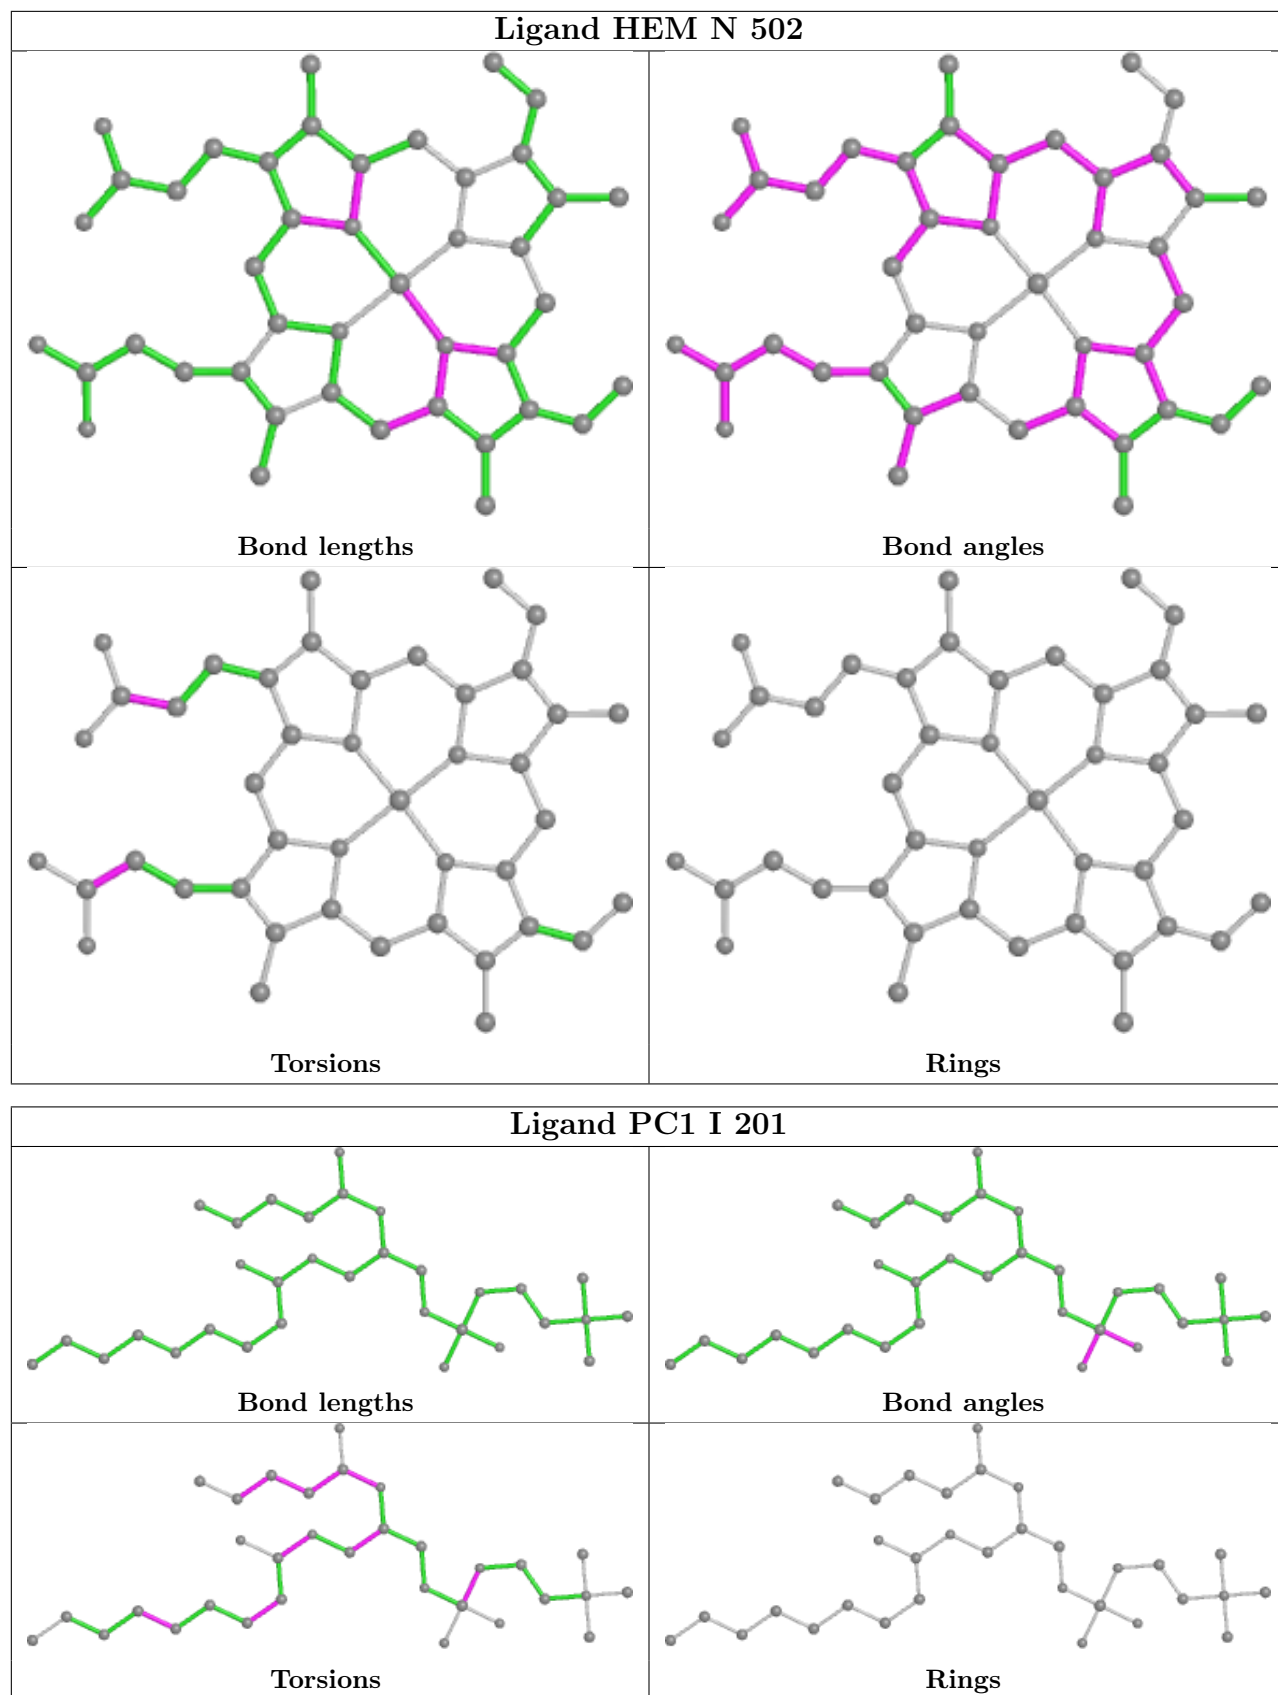 Ligand HEM N 502
Bond lengths
Bond angles
Torsions
Rings
Ligand PC1 I 201
Bond lengths
Bond angles
Torsions
Rings